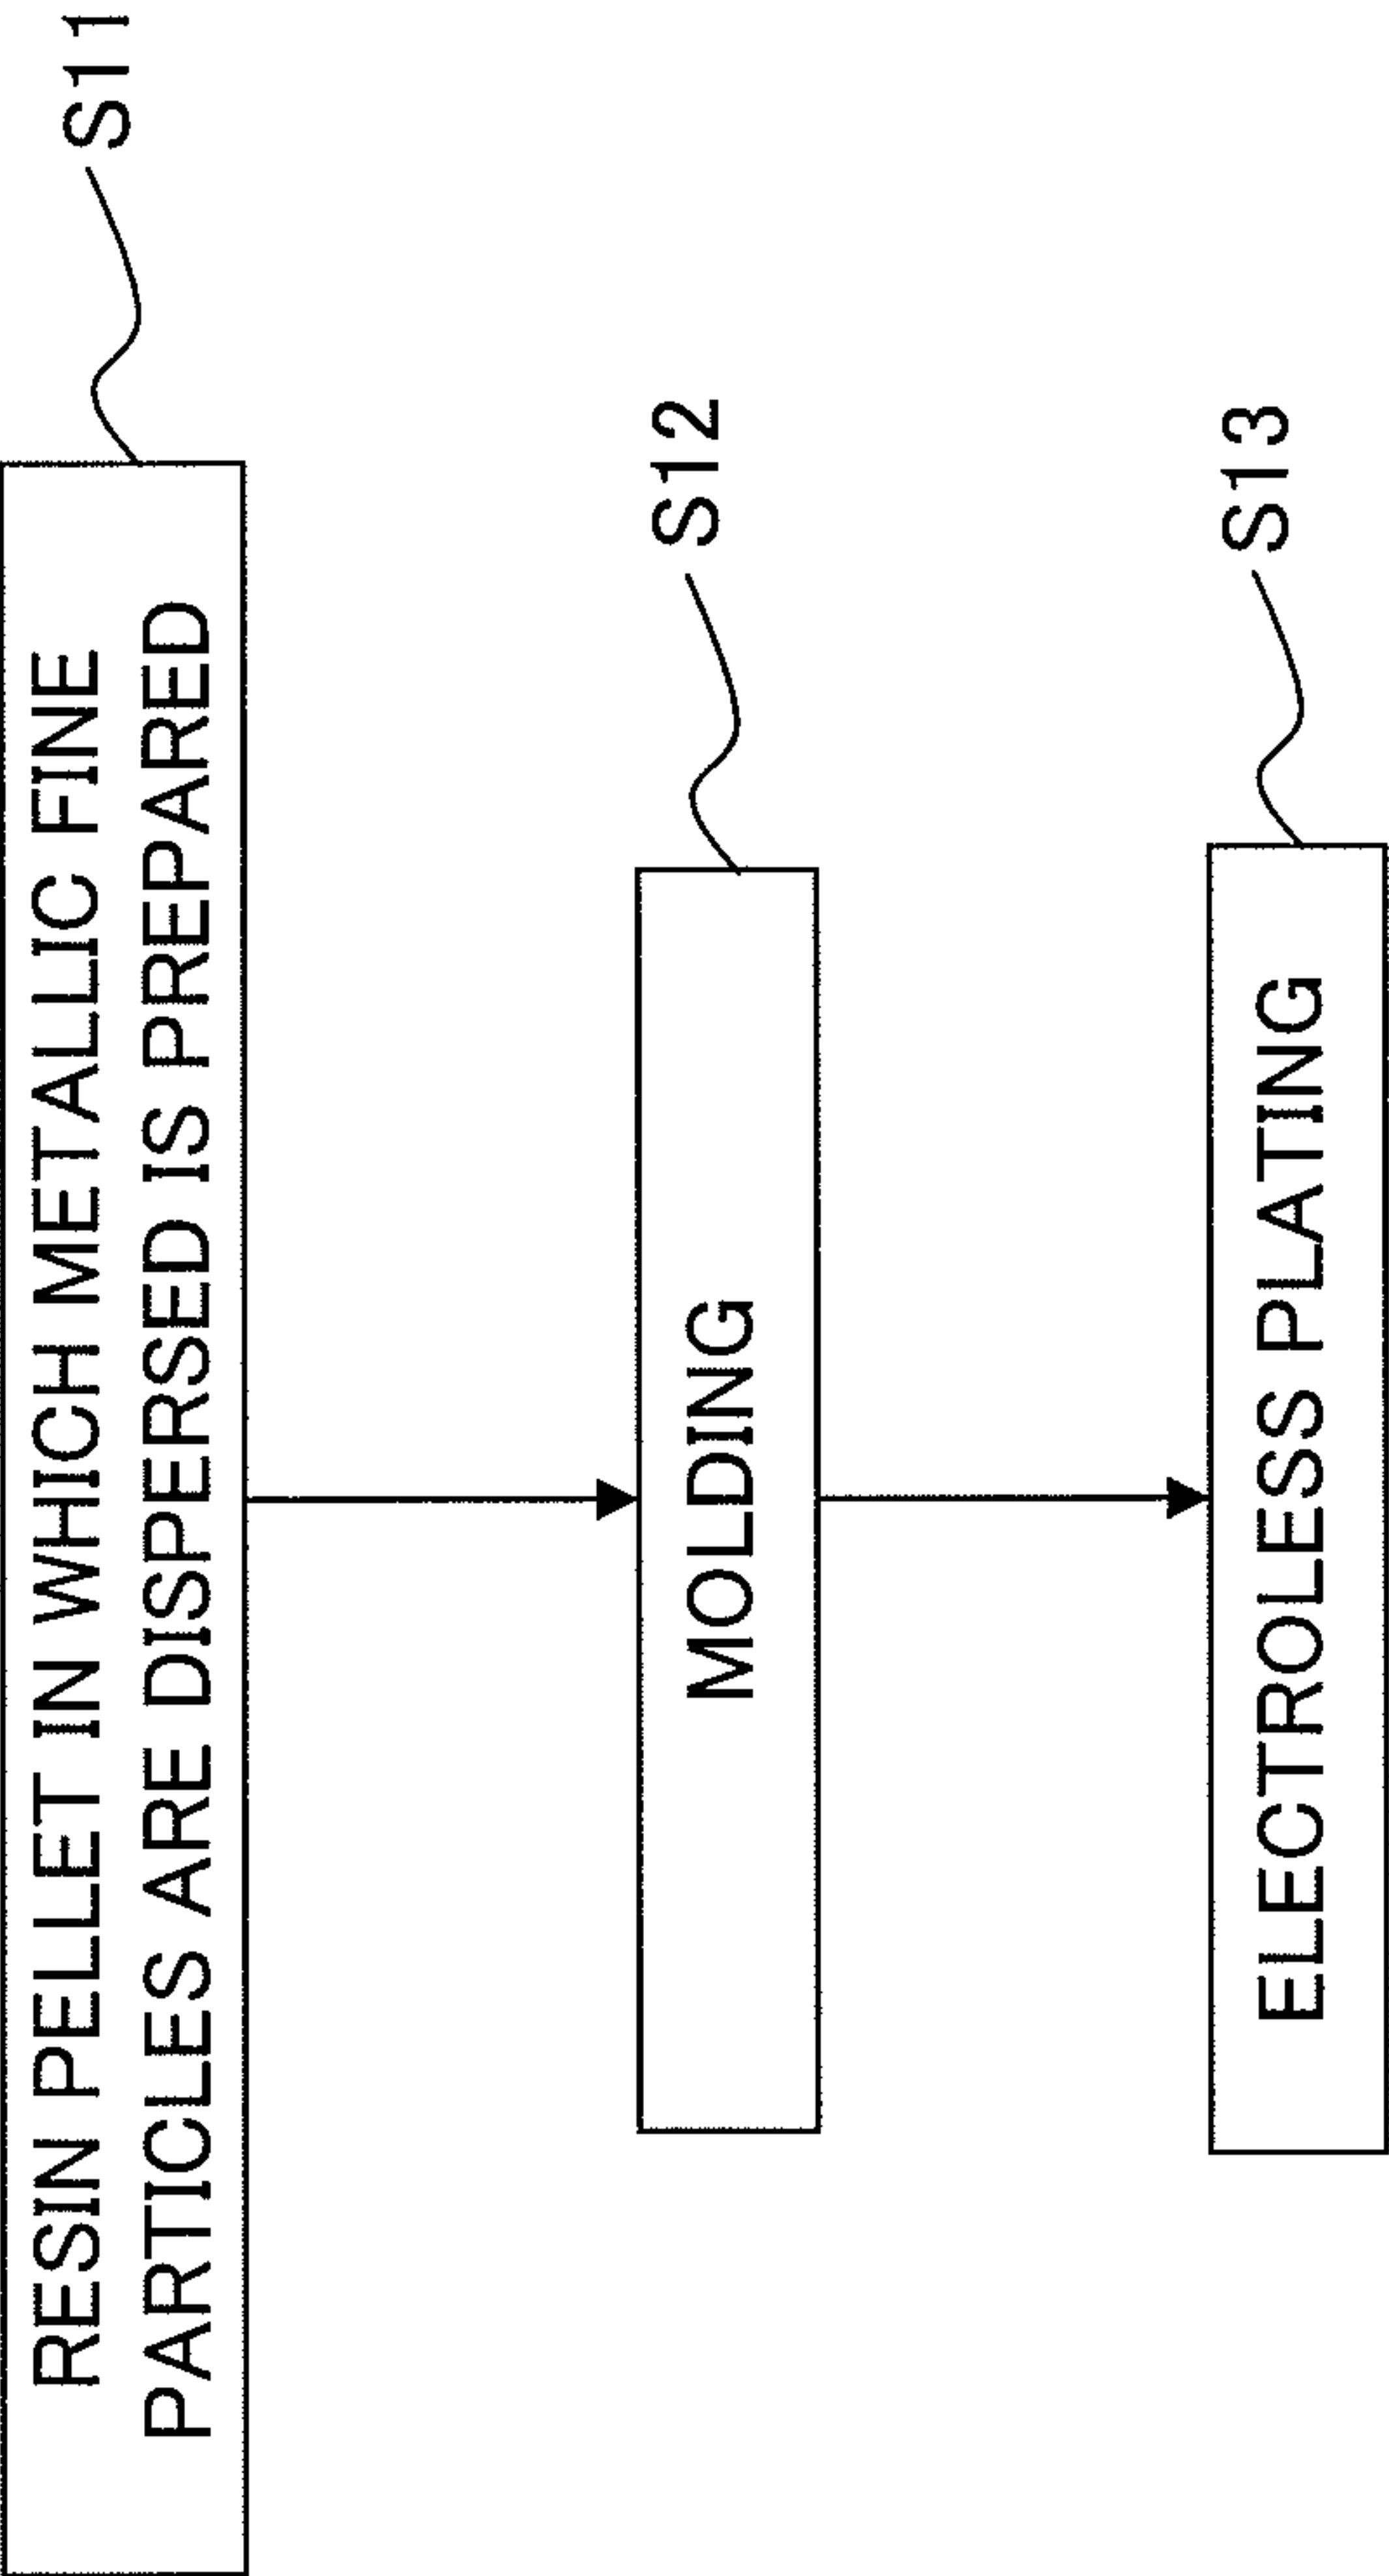 RESIN PELLET IN WHICH METALLIC FINE
PARTICLES ARE DISPERSED IS PREPARED
S11
MOLDING
S12
ELECTROLESS PLATING
S13